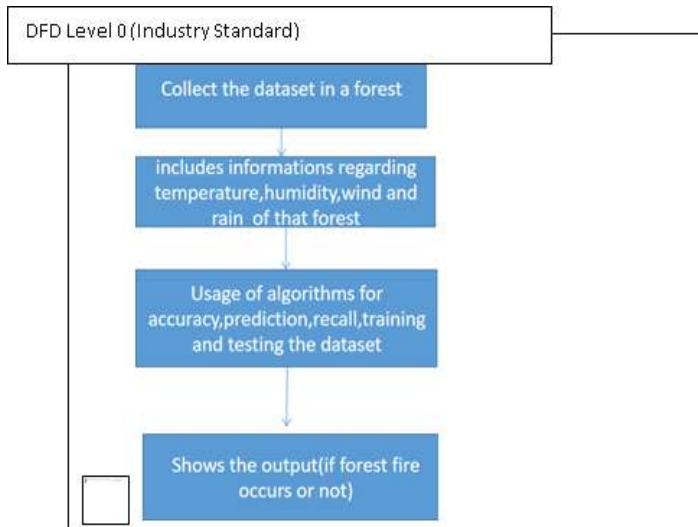 DFD Level 0 (Industry Standard)
Collect the dataset in a forest
includes informations regarding
temperature,humidity,wind and
rain of that forest
Usage of algorithms for
accuracy,prediction,recall,training
and testing the dataset
Shows the output(if forest fire
occurs or not)